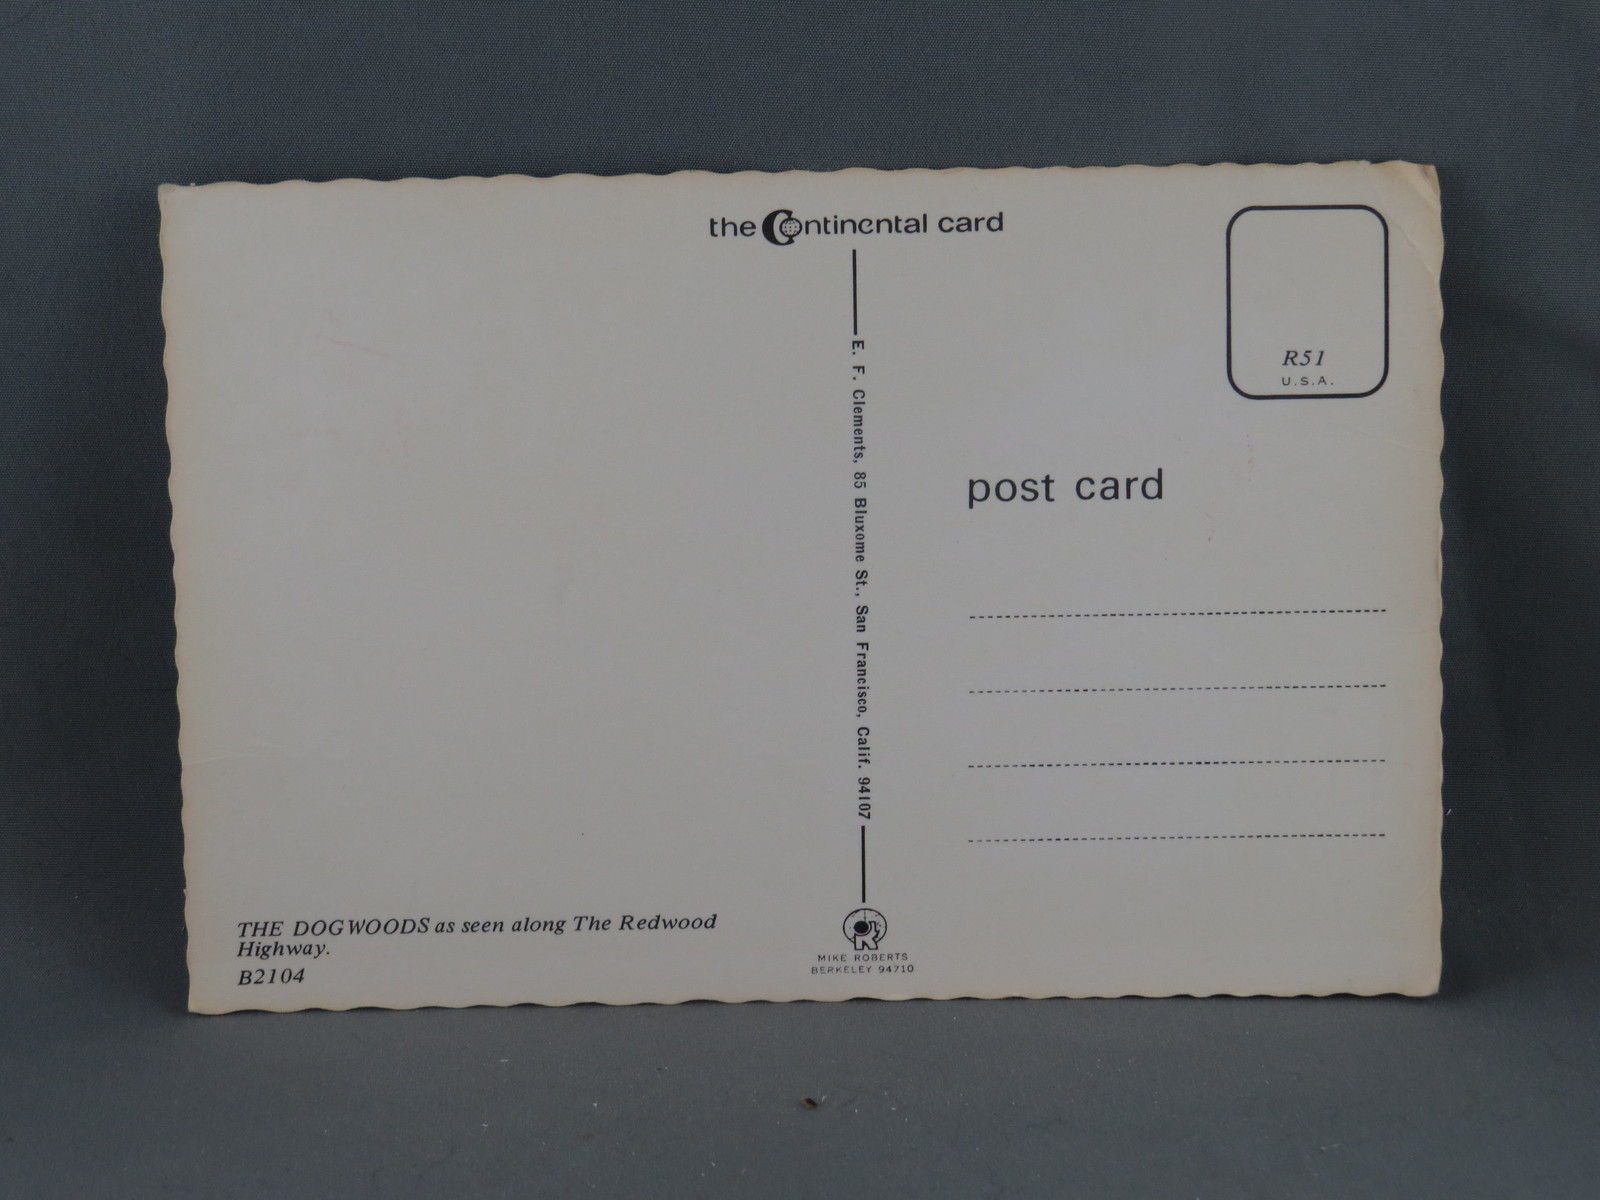 the Continental card
R51
U.S.A.
post card
E. F. Clements, 85 Bluxome St., San Francisco, Calif. 94107
THE DOGWOODS as seen along The Redwood
Highway.
B2104
MIKE ROBERTS
BERKELEY 94710